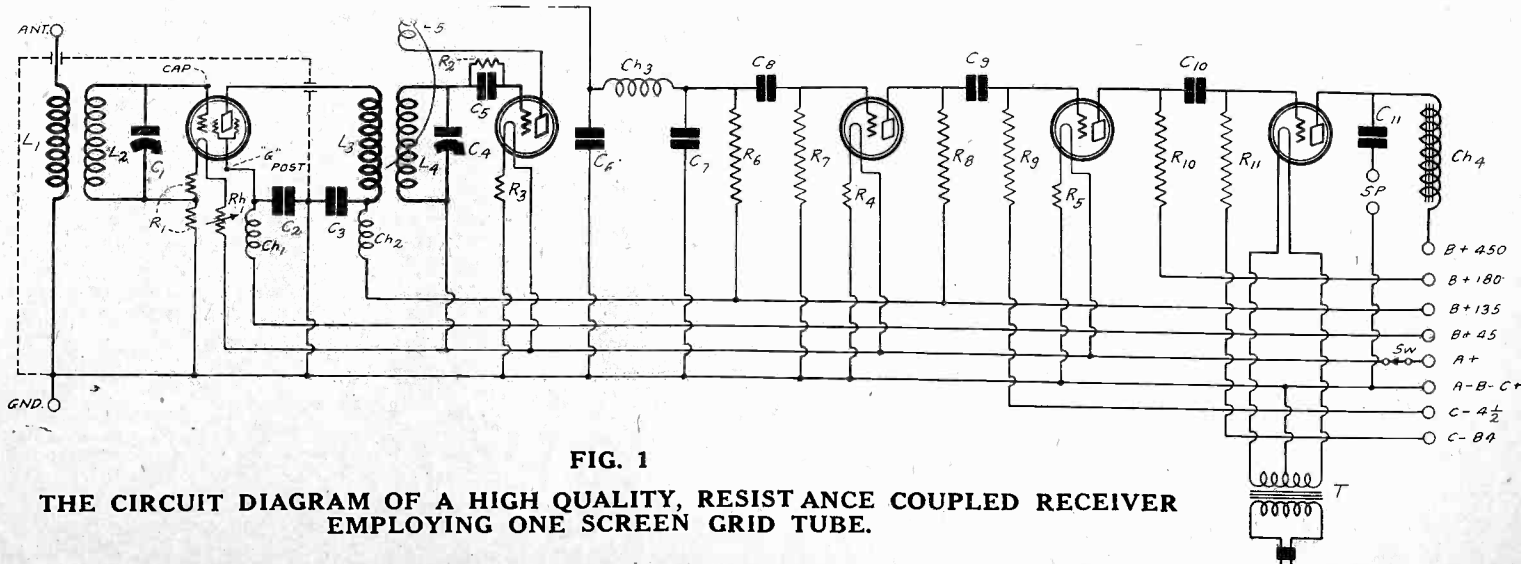 ANT.
CAP
L1
L2
C1
"G" POST
R1
Rh1
Ch1
C2
C3
Ch2
L3
L4
-5
R2
C5
C4
R3
C6
Ch3
C7
R6
C8
R7
R4
R8
C9
R9
R5
R10
C10
R11
C11
SP
Ch4
B+450
B+180
B+135
B+45
SW
A+
A-B-C+
C-4½
C-84
T
GND.
FIG. 1
THE CIRCUIT DIAGRAM OF A HIGH QUALITY, RESISTANCE COUPLED RECEIVER
EMPLOYING ONE SCREEN GRID TUBE.